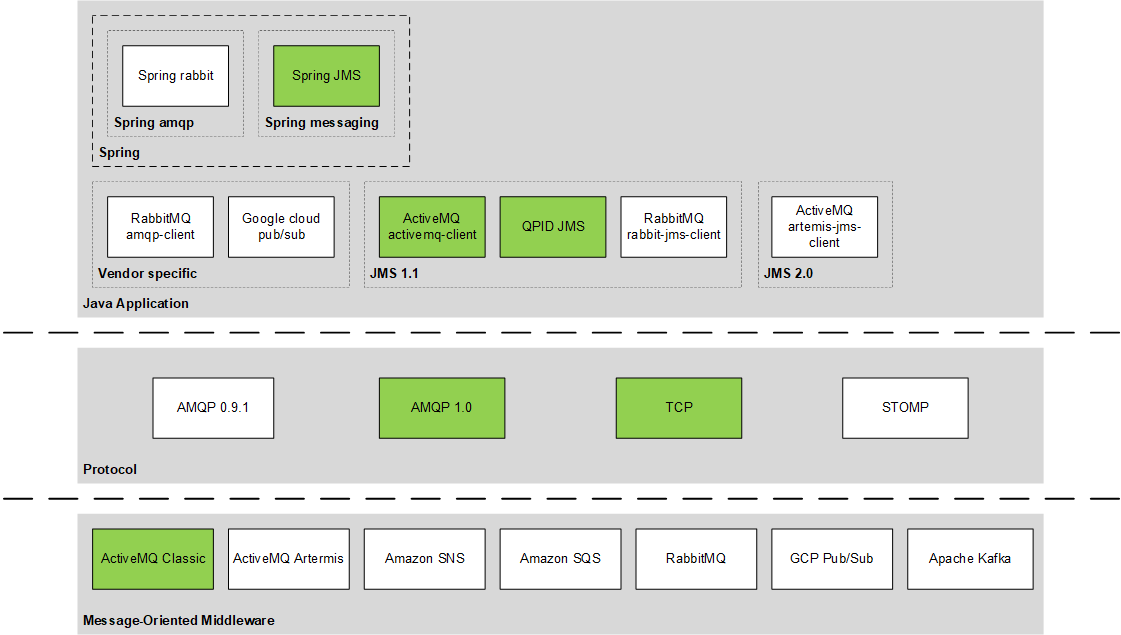 Spring rabbit
Spring JMS
Spring amqp
Spring messaging
Spring
RabbitMQ
amqp-client
Google cloud
pub/sub
ActiveMQ
activemq-client
QPID JMS
RabbitMQ
rabbit-jms-client
ActiveMQ
artemis-jms-
client
Vendor specific
JMS 1.1
JMS 2.0
Java Application
AMQP 0.9.1
AMQP 1.0
TCP
STOMP
Protocol
ActiveMQ Classic
ActiveMQ Artermis
Amazon SNS
Amazon SQS
RabbitMQ
GCP Pub/Sub
Apache Kafka
Message-Oriented Middleware